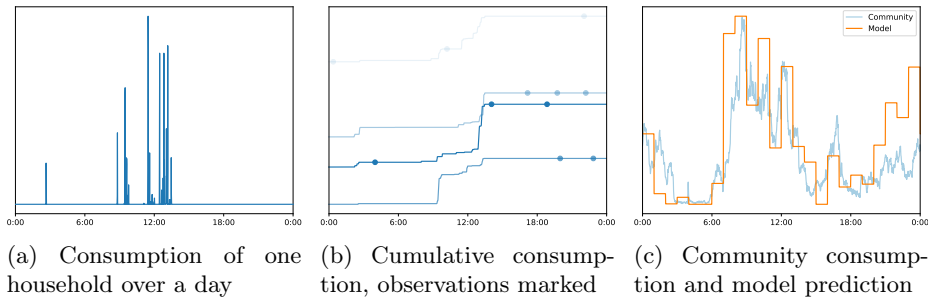 Community
Model
0:00 6:00 12:00 18:00 0:00
0:00 6:00 12:00 18:00 0:00
0:00 6:00 12:00 18:00 0:00
(a) Consumption of one
household over a day
(b) Cumulative consump-
tion, observations marked
(c) Community consump-
tion and model prediction